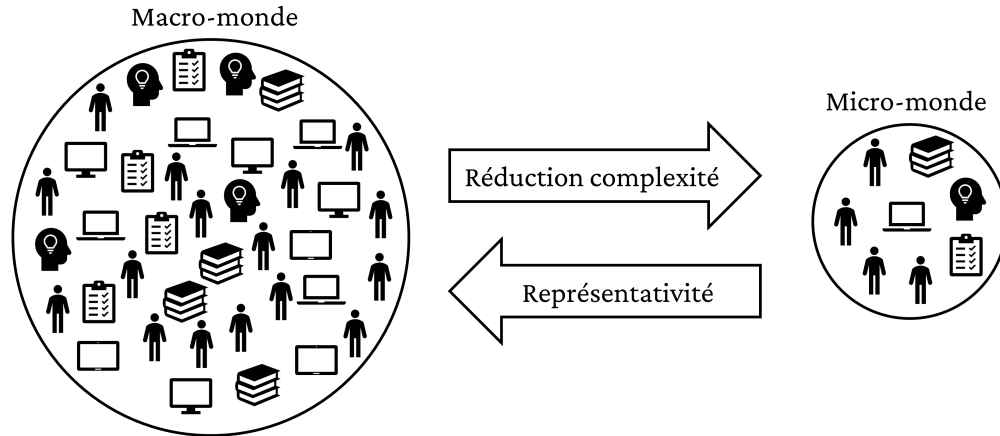 Macro-monde
Micro-monde
Réduction complexité
Représentativité